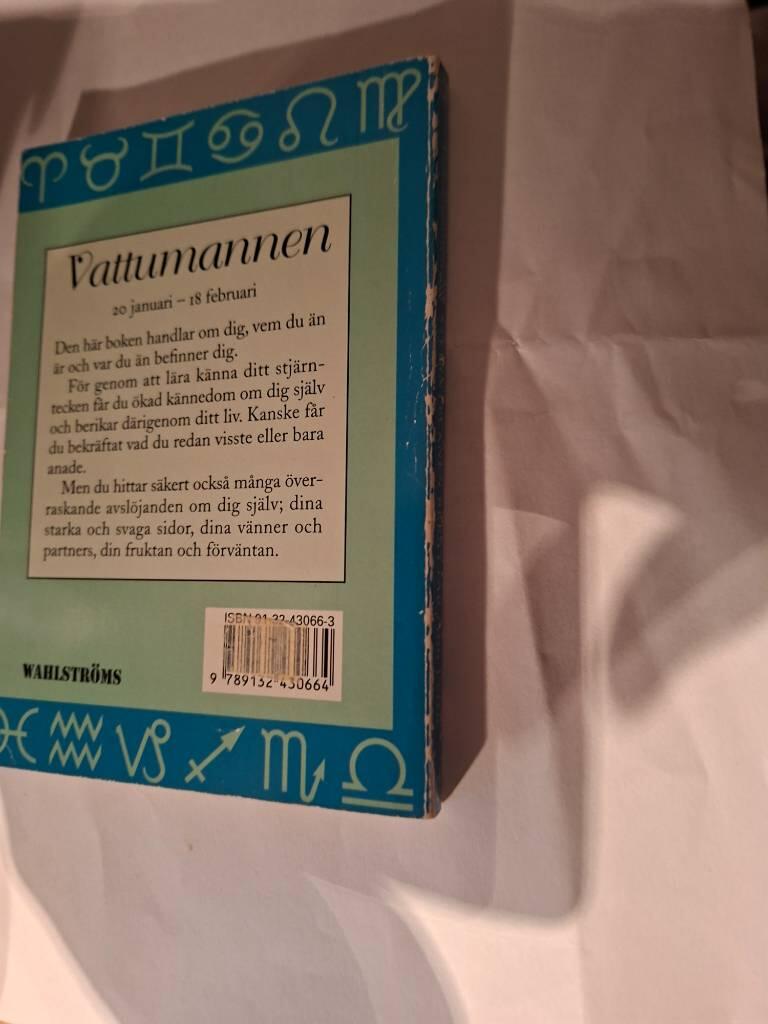 Vattumannen
20 januari – 18 februari
Den här boken handlar om dig, vem du än
är och var du än befinner dig.
För genom att lära känna ditt stjärn-
tecken får du ökad kännedom om dig själv
och berikar därigenom ditt liv. Kanske får
du bekräftat vad du redan visste eller bara
anade.
Men du hittar säkert också många över-
raskande avslöjanden om dig själv; dina
starka och svaga sidor, dina vänner och
partners, din fruktan och förväntan.
ISBN 91-32-43066-3
9 789132 430664
WAHLSTRÖMS